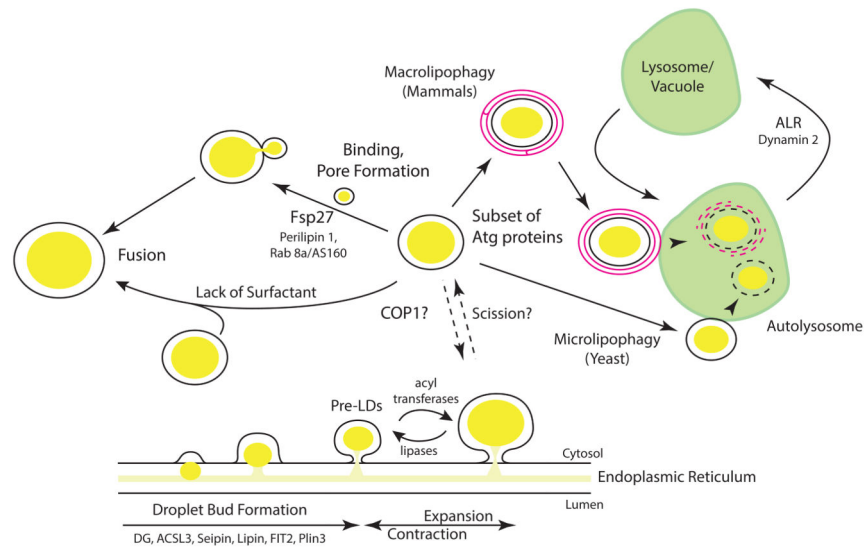 Macrolipophagy
(Mammals)
Lysosome/
Vacuole
ALR
Dynamin 2
Binding,
Pore Formation
Fsp27
Perilipin 1,
Rab 8a/AS160
Subset of
Atg proteins
Fusion
Lack of Surfactant
COP1?
Scission?
Microlipophagy
(Yeast)
Autolysosome
Pre-LDs
acyl
transferases
lipases
Cytosol
Endoplasmic Reticulum
Lumen
Droplet Bud Formation
Expansion
Contraction
DG, ACSL3, Seipin, Lipin, FIT2, Plin3